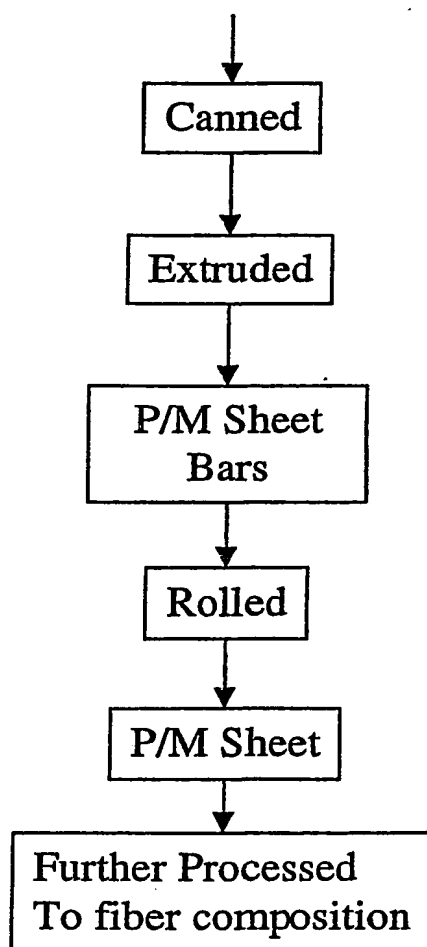 Canned
Extruded
P/M Sheet
Bars
Rolled
P/M Sheet
Further Processed
To fiber composition